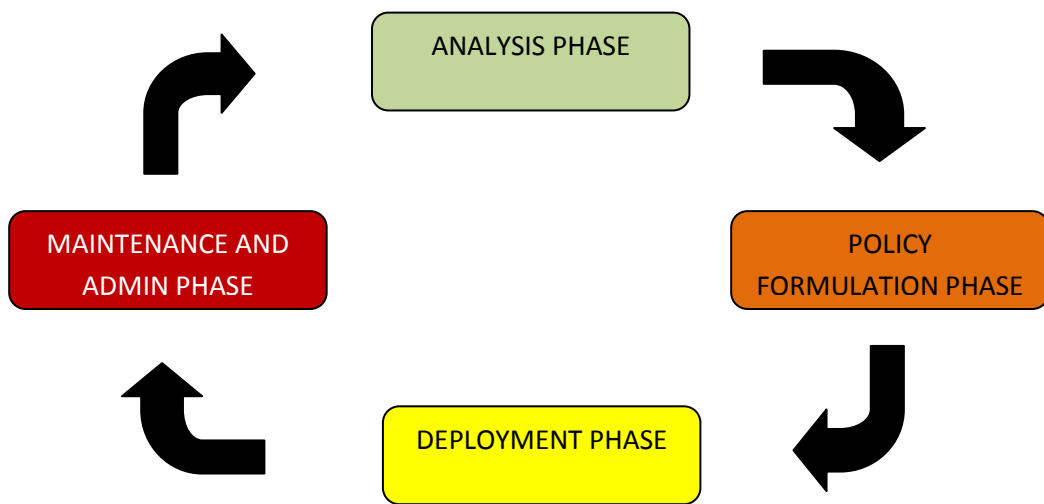 ANALYSIS PHASE
MAINTENANCE AND
ADMIN PHASE
POLICY
FORMULATION PHASE
DEPLOYMENT PHASE